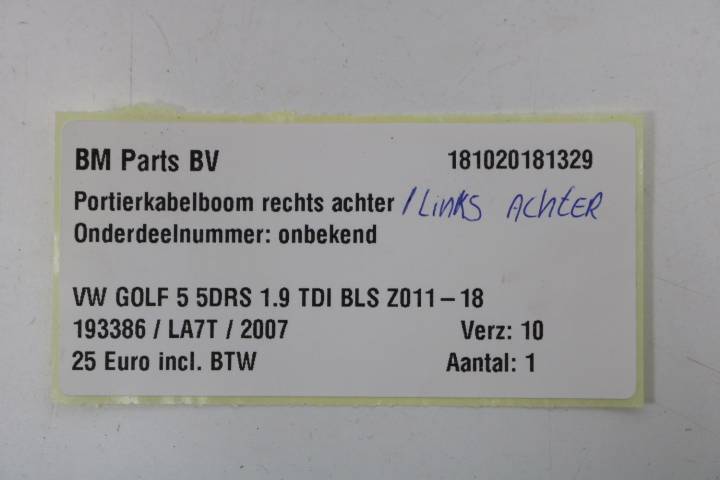 BM Parts BV 181020181329
Portierkabelboom rechts achter / LinkS ACHTER
Onderdeelnummer: onbekend
VW GOLF 5 5DRS 1.9 TDI BLS Z011 – 18
193386 / LA7T / 2007 Verz: 10
25 Euro incl. BTW Aantal: 1